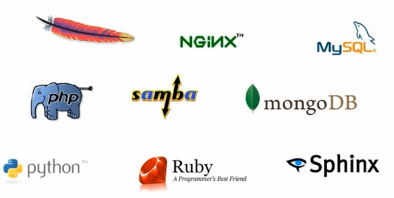 NGiNX™
MySQL®
php
samba
mongoDB
python™
Ruby
A Programmer's Best Friend
Sphinx